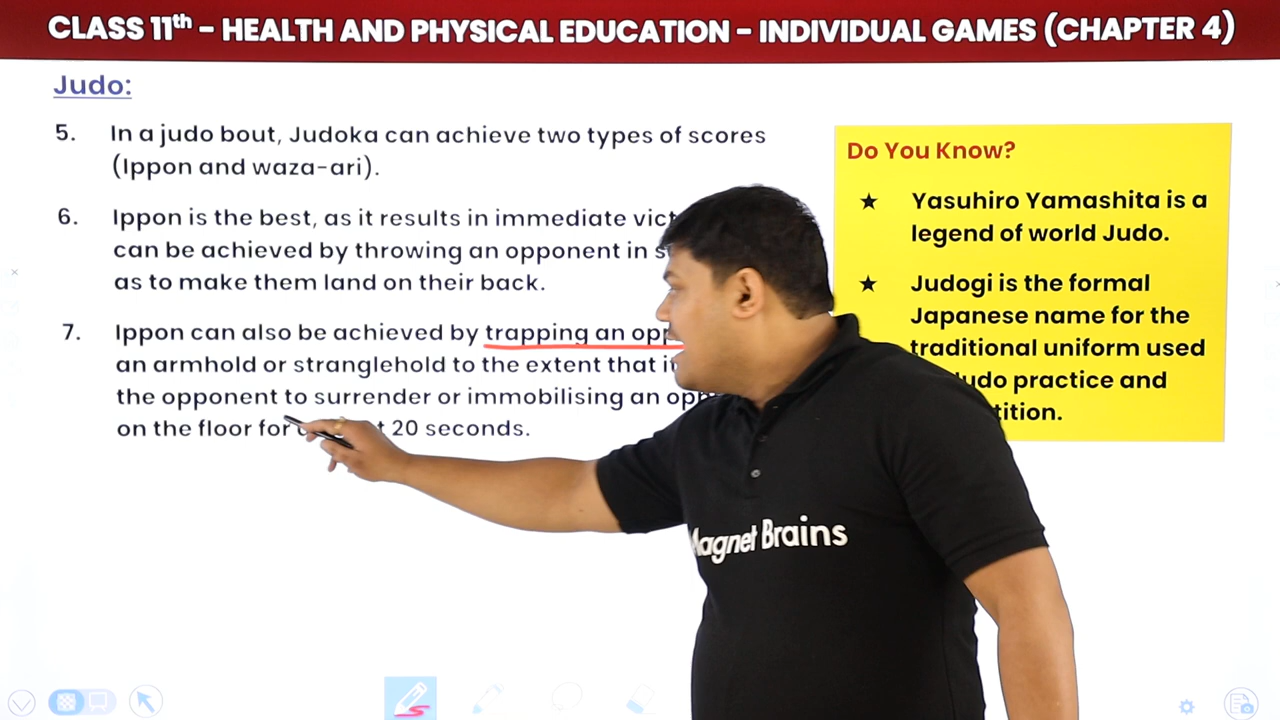 CLASS 11th – HEALTH AND PHYSICAL EDUCATION – INDIVIDUAL GAMES (CHAPTER 4)
Judo:
5. In a judo bout, Judoka can achieve two types of scores
(Ippon and waza-ari).
6. Ippon is the best, as it results in immediate
can be achieved by throwing an opponent in
as to make them land on their back.
7. Ippon can also be achieved by trapping an
an armhold or stranglehold to the extent that
the opponent to surrender or immobilising an
on the floor for 20 seconds.
Do You Know?
★ Yasuhiro Yamashita is a
legend of world Judo.
★ Judogi is the formal
Japanese name for the
traditional uniform used
practice and
Magnet Brains